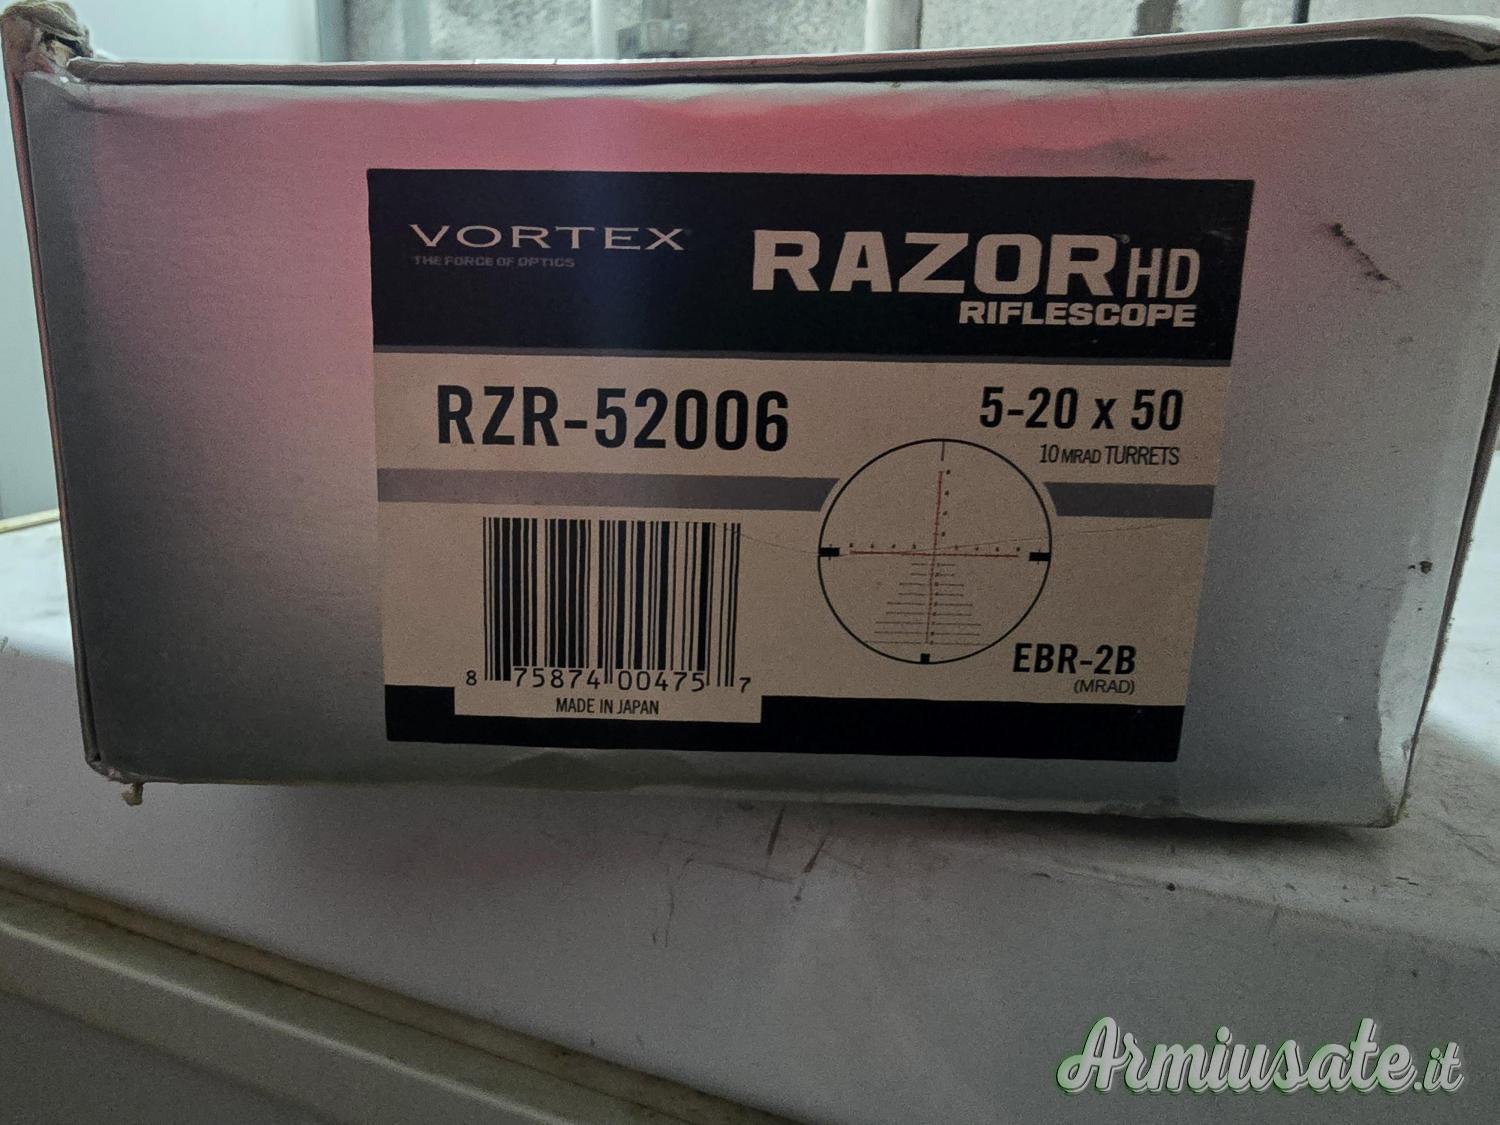 VORTEX
THE FORCE OF OPTICS
RAZOR HD
RIFLESCOPE
RZR-52006
5-20 x 50
10 MRAD TURRETS
EBR-2B
(MRAD)
8 75874 00475 7
MADE IN JAPAN
Armiusate.it